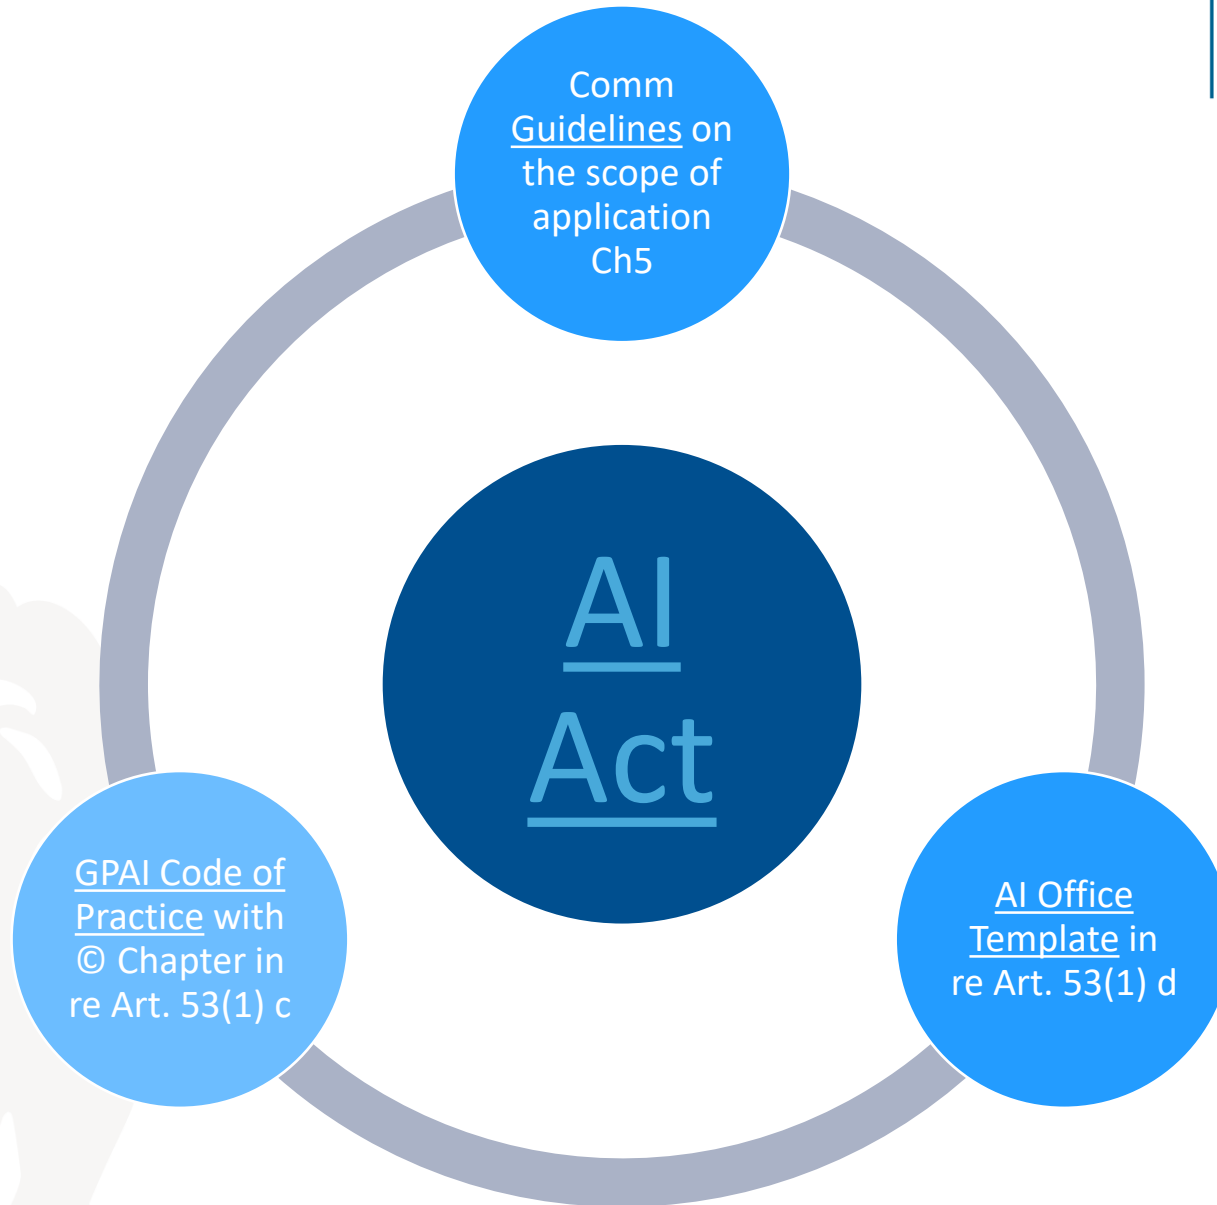 Comm
Guidelines on
the scope of
application
Ch5
AI
Act
GPAI Code of
Practice with
© Chapter in
re Art. 53(1) c
AI Office
Template in
re Art. 53(1) d